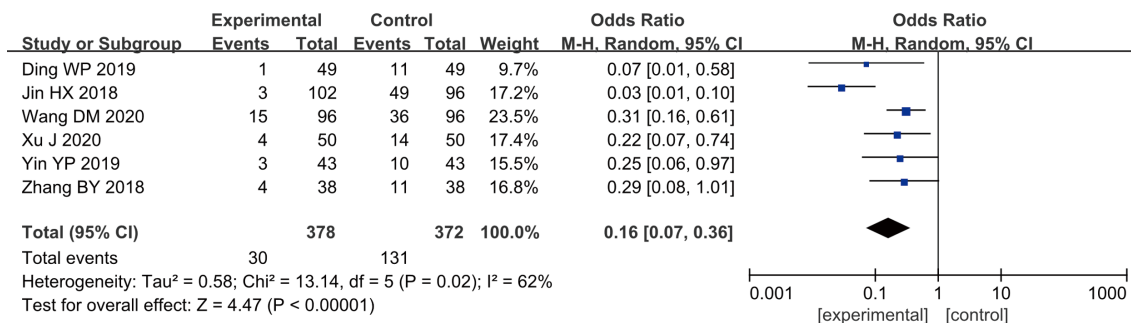 Experimental Control Odds Ratio Odds Ratio
Study or Subgroup Events Total Events Total Weight M-H, Random, 95% CI M-H, Random, 95% CI
Ding WP 2019 1 49 11 49 9.7% 0.07 [0.01, 0.58]
Jin HX 2018 3 102 49 96 17.2% 0.03 [0.01, 0.10]
Wang DM 2020 15 96 36 96 23.5% 0.31 [0.16, 0.61]
Xu J 2020 4 50 14 50 17.4% 0.22 [0.07, 0.74]
Yin YP 2019 3 43 10 43 15.5% 0.25 [0.06, 0.97]
Zhang BY 2018 4 38 11 38 16.8% 0.29 [0.08, 1.01]
Total (95% CI) 378 372 100.0% 0.16 [0.07, 0.36]
Total events 30 131
Heterogeneity: Tau² = 0.58; Chi² = 13.14, df = 5 (P = 0.02); I² = 62%
Test for overall effect: Z = 4.47 (P < 0.00001)
0.001 0.1 1 10 1000
[experimental] [control]